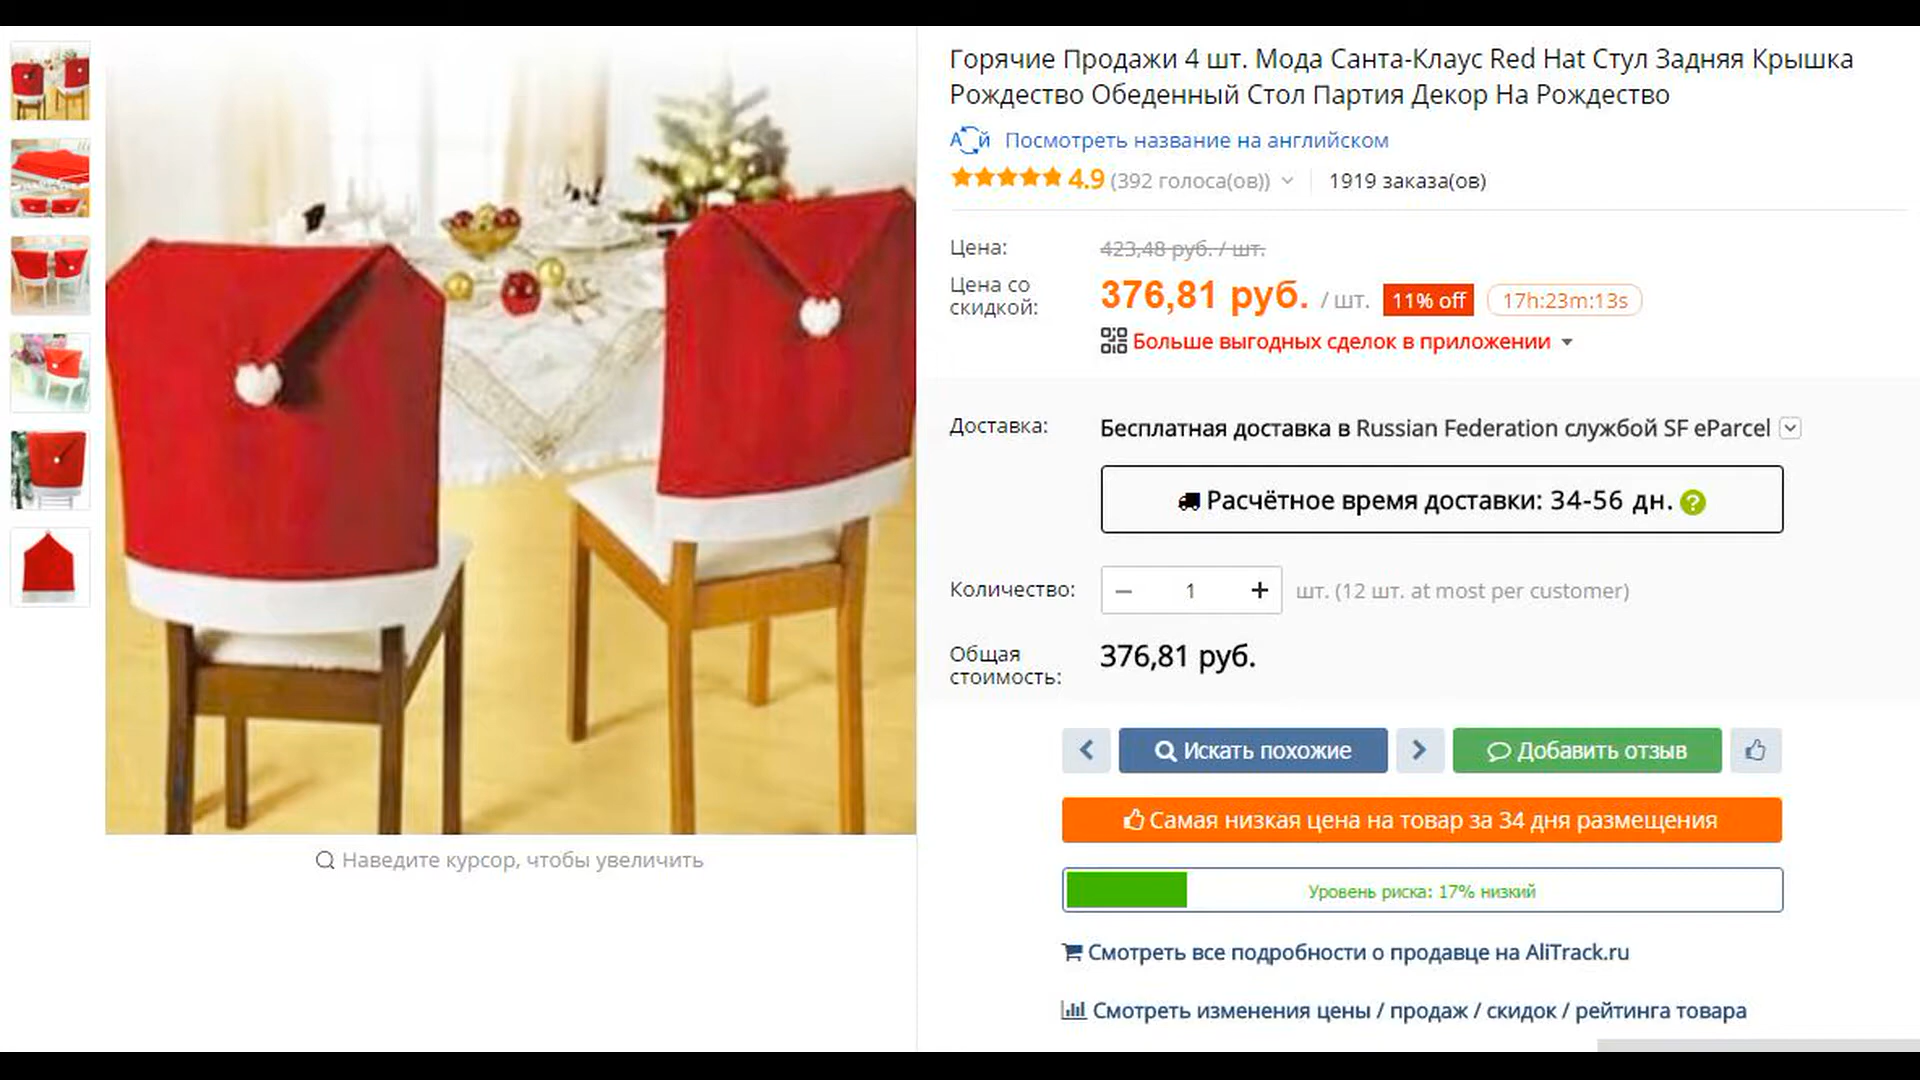 Горячие Продажи 4 шт. Мода Санта-Клаус Red Hat Стул Задняя Крышка
Рождество Обеденный Стол Партия Декор На Рождество
Aй Посмотреть название на английском
4.9 (392 голоса(ов)) 1919 заказа(ов)
Цена: 423,48 руб. / шт.
Цена со скидкой: 376,81 руб. / шт. 11% off 17h:23m:13s
Больше выгодных сделок в приложении
Доставка: Бесплатная доставка в Russian Federation службой SF eParcel
Расчётное время доставки: 34-56 дн. ?
Количество: − 1 + шт. (12 шт. at most per customer)
Общая стоимость: 376,81 руб.
Искать похожие Добавить отзыв
Самая низкая цена на товар за 34 дня размещения
Наведите курсор, чтобы увеличить
Уровень риска: 17% низкий
Смотреть все подробности о продавце на AliTrack.ru
Смотреть изменения цены / продаж / скидок / рейтинга товара